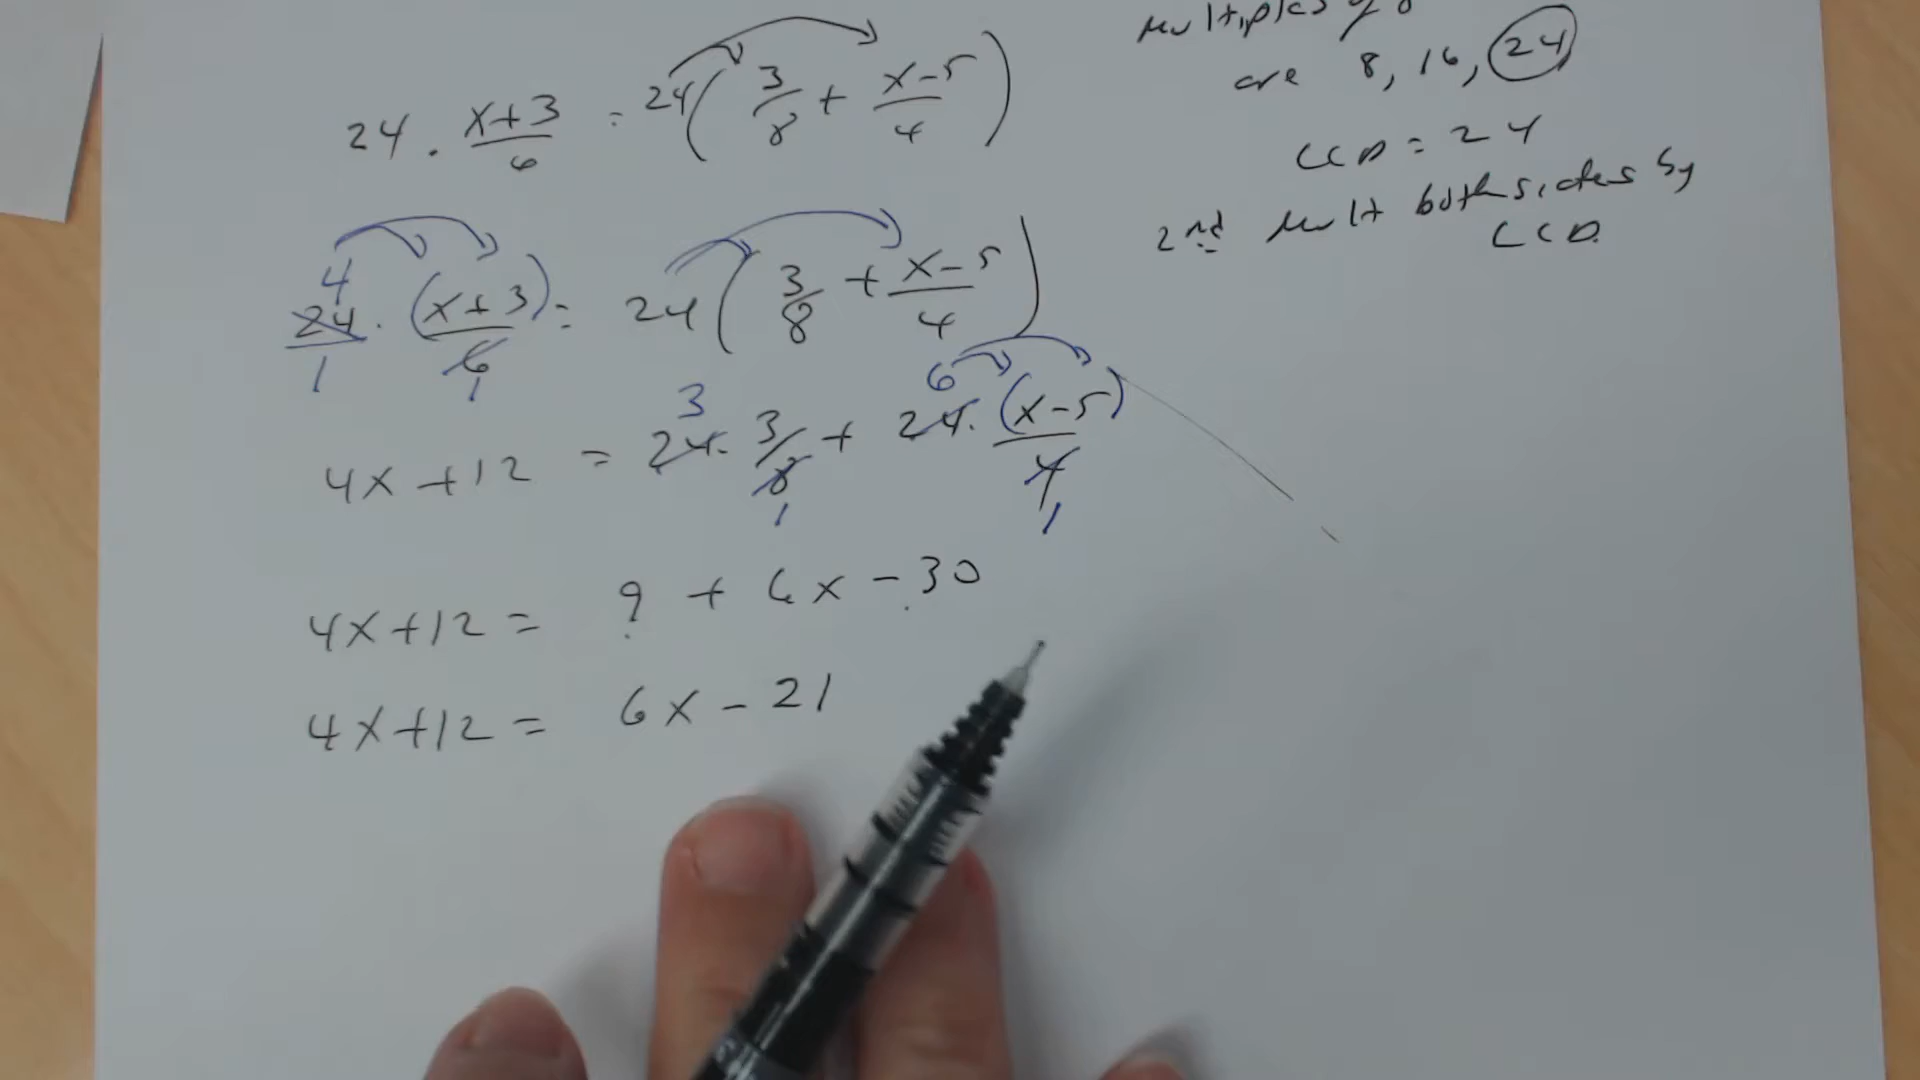 multiples of 8
are 8, 16, 24
LCD = 24
2nd mult both sides by
LCD.
24 · x+3/6 = 24( 3/8 + x-5/4 )
4
24/1 · (x+3)/6 = 24( 3/8 + x-5/4 )
1
3 6
4x+12 = 24 · 3/8 + 24 · (x-5)/4
1 1
4x+12 = 9 + 6x - 30
4x+12 = 6x - 21